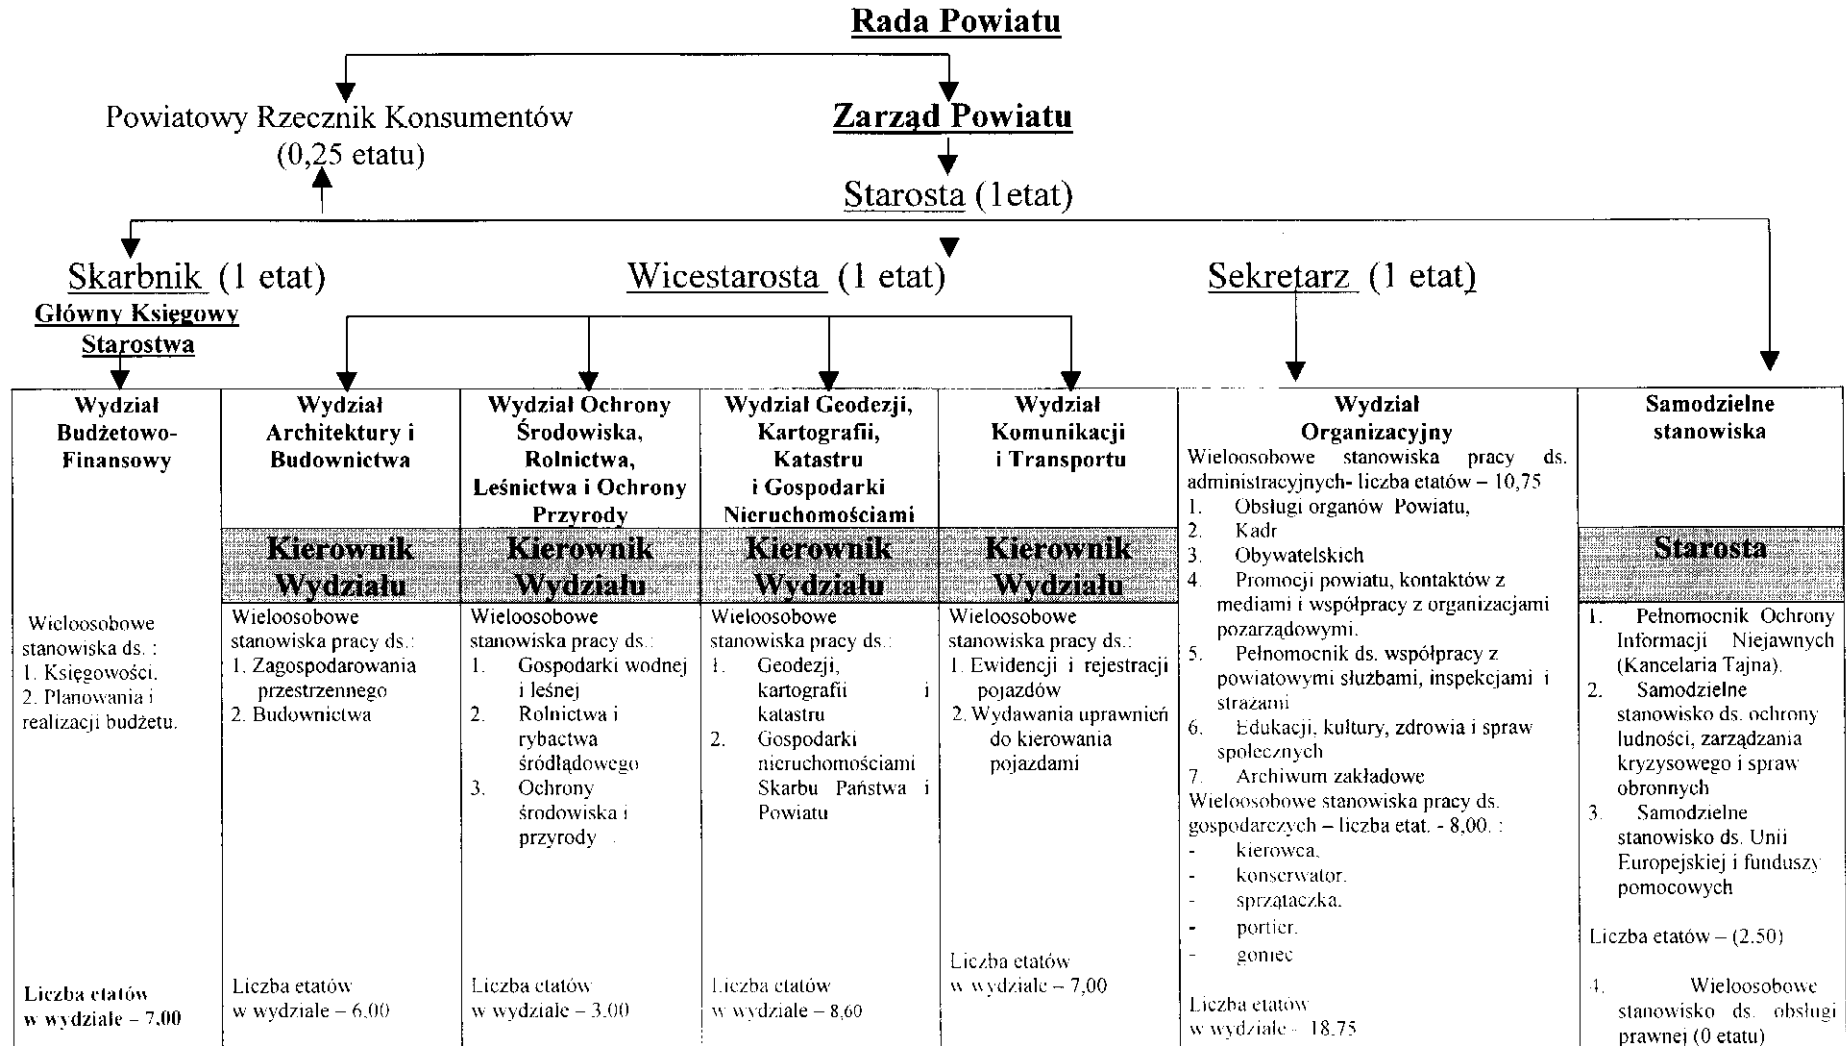 Rada Powiatu
Powiatowy Rzecznik Konsumentów
(0,25 etatu)
Zarząd Powiatu
Starosta (1etat)
Skarbnik (1 etat)
Główny Księgowy
Starostwa
Wicestarosta (1 etat)
Sekretarz (1 etat)
Wydział
Budżetowo-
Finansowy
Wieloosobowe
stanowiska ds. :
1. Księgowości.
2. Planowania i
realizacji budżetu.
Liczba etatów
w wydziale – 7,00
Wydział
Architektury i
Budownictwa
Kierownik
Wydziału
Wieloosobowe
stanowiska pracy ds.:
1. Zagospodarowania
przestrzennego
2. Budownictwa
Liczba etatów
w wydziale – 6,00
Wydział Ochrony
Środowiska,
Rolnictwa,
Leśnictwa i Ochrony
Przyrody
Kierownik
Wydziału
Wieloosobowe
stanowiska pracy ds.:
1. Gospodarki wodnej
i leśnej
2. Rolnictwa i
rybactwa
śródlądowego
3. Ochrony
środowiska i
przyrody
Liczba etatów
w wydziale – 3,00
Wydział Geodezji,
Kartografii,
Katastru
i Gospodarki
Nieruchomościami
Kierownik
Wydziału
Wieloosobowe
stanowiska pracy ds.:
1. Geodezji,
kartografii i
katastru
2. Gospodarki
nieruchomościami
Skarbu Państwa i
Powiatu
Liczba etatów
w wydziale – 8,60
Wydział
Komunikacji
i Transportu
Kierownik
Wydziału
Wieloosobowe
stanowiska pracy ds.:
1. Ewidencji i rejestracji
pojazdów
2. Wydawania uprawnień
do kierowania
pojazdami
Liczba etatów
w wydziale – 7,00
Wydział
Organizacyjny
Wieloosobowe stanowiska pracy ds.
administracyjnych- liczba etatów – 10,75
1. Obsługi organów Powiatu,
2. Kadr
3. Obywatelskich
4. Promocji powiatu, kontaktów z
mediami i współpracy z organizacjami
pozarządowymi.
5. Pełnomocnik ds. współpracy z
powiatowymi służbami, inspekcjami i
strażami
6. Edukacji, kultury, zdrowia i spraw
społecznych
7. Archiwum zakładowe
Wieloosobowe stanowiska pracy ds.
gospodarczych – liczba etat. - 8,00. :
- kierowca,
- konserwator.
- sprzątaczka.
- portier.
- goniec
Liczba etatów
w wydziale - 18.75
Samodzielne
stanowiska
Starosta
1. Pełnomocnik Ochrony
Informacji Niejawnych
(Kancelaria Tajna).
2. Samodzielne
stanowisko ds. ochrony
ludności, zarządzania
kryzysowego i spraw
obronnych
3. Samodzielne
stanowisko ds. Unii
Europejskiej i funduszy
pomocowych
Liczba etatów – (2.50)
4. Wieloosobowe
stanowisko ds. obsługi
prawnej (0 etatu)